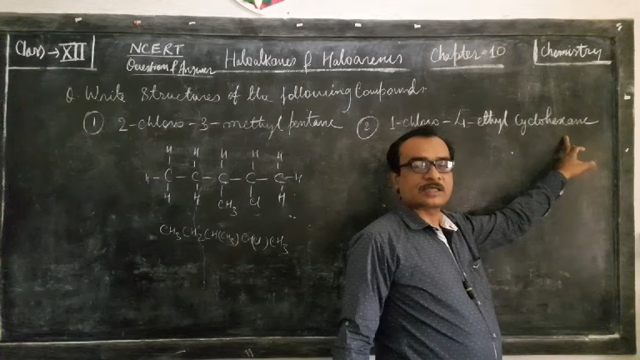 Class → XII
NCERT
Question & Answer
Haloalkanes & Haloarenes
Chapter - 10
Chemistry
Q. Write Structures of the following Compounds.
① 2-chloro-3-methyl pentane
② 1-chloro-4-ethyl cyclohexane
H H H H H
H-C-C-C-C-C-H
H H CH₃ Cl H
CH₃CH₂CH(CH₃)CH(Cl)CH₃